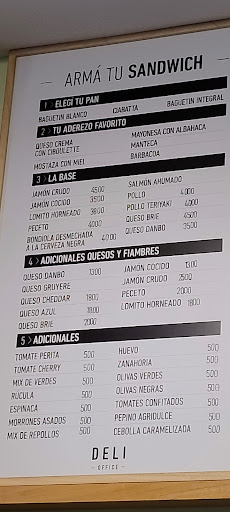 ARMÁ TU SANDWICH
1 > ELEGÍ TU PAN
BAGUETIN BLANCO CIABATTA BAGUETIN INTEGRAL
2 > TU ADEREZO FAVORITO
QUESO CREMA CON CIBOULETTE
MOSTAZA CON MIEL
MAYONESA CON ALBAHACA
MANTECA
BARBACOA
3 > LA BASE
JAMÓN CRUDO 4500
JAMÓN COCIDO 3500
LOMITO HORNEADO 3800
PECETO 4000
BONDIOLA DESMECHADA
A LA CERVEZA NEGRA 4000
SALMON AHUMADO
POLLO 4000
POLLO TERIYAKI 4000
QUESO BRIE 4500
QUESO DANBO 3500
4 > ADICIONALES QUESOS Y FIAMBRES
QUESO DANBO 1300
QUESO GRUYERE
QUESO CHEDDAR 1800
QUESO AZUL 1800
QUESO BRIE 2000
JAMÓN COCIDO 1300
JAMÓN CRUDO 2500
PECETO 2000
LOMITO HORNEADO 1800
5 > ADICIONALES
TOMATE PERITA 500
TOMATE CHERRY 500
MIX DE VERDES 500
RÚCULA 500
ESPINACA 500
MORRONES ASADOS 500
MIX DE REPOLLOS 500
HUEVO 500
ZANAHORIA 500
OLIVAS VERDES 500
OLIVAS NEGRAS 500
TOMATES CONFITADOS 500
PEPINO AGRIDULCE 500
CEBOLLA CARAMELIZADA 500
DELI
- OFFICE -